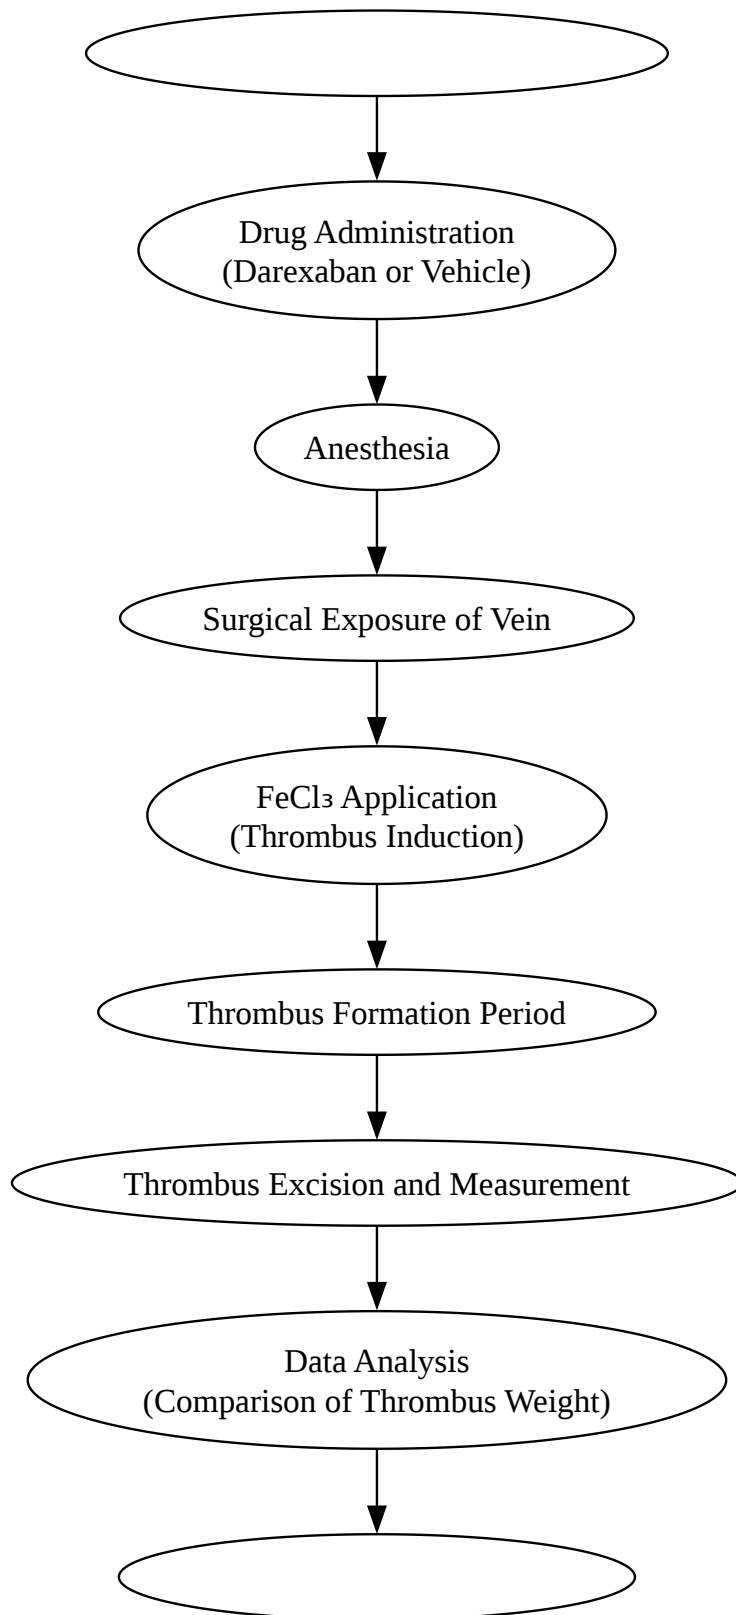 Drug Administration
(Darexaban or Vehicle)
Anesthesia
Surgical Exposure of Vein
FeCl₃ Application
(Thrombus Induction)
Thrombus Formation Period
Thrombus Excision and Measurement
Data Analysis
(Comparison of Thrombus Weight)